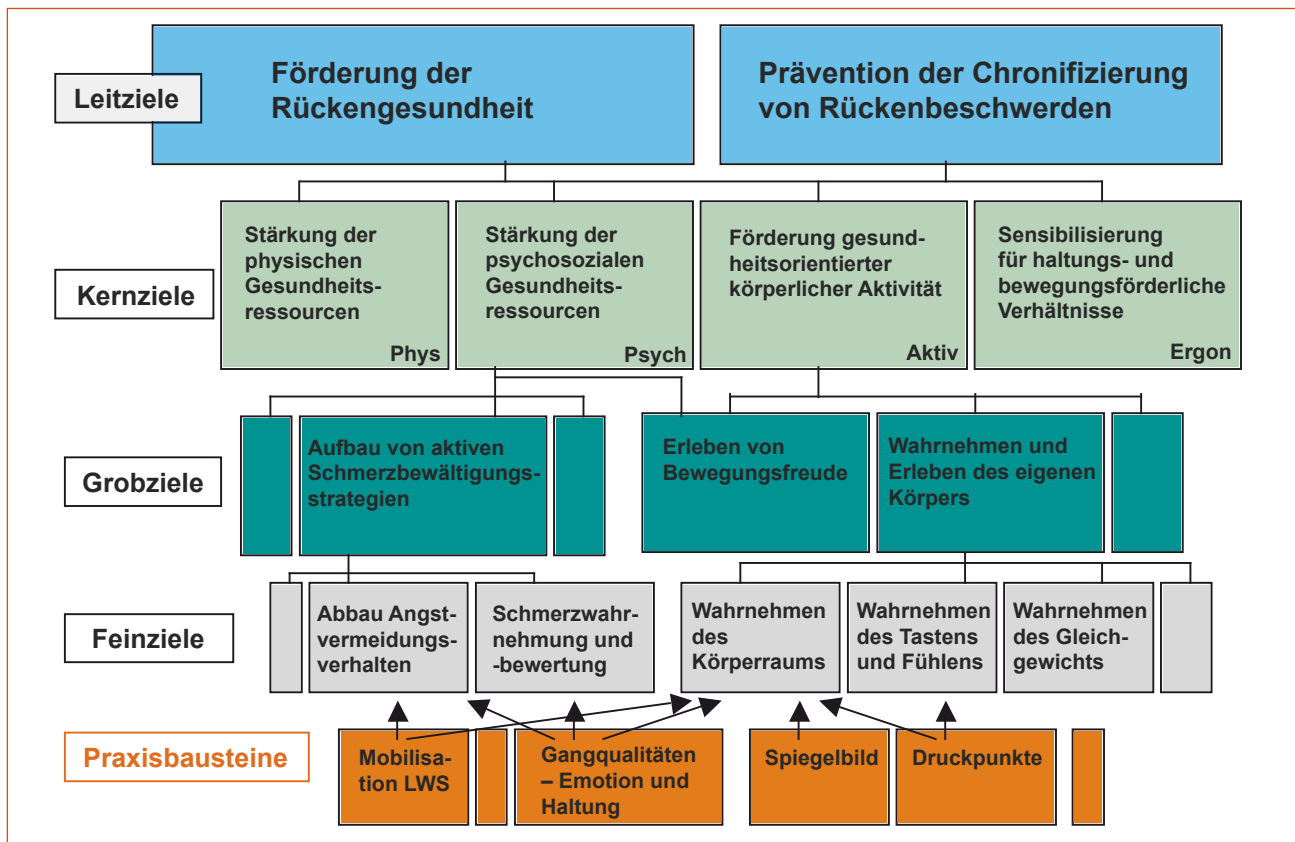 Leitziele
Förderung der
Rückengesundheit
Prävention der Chronifizierung
von Rückenbeschwerden
Kernziele
Stärkung der
physischen
Gesundheits-
ressourcen
Phys
Stärkung der
psychosozialen
Gesundheits-
ressourcen
Psych
Förderung gesund-
heitsorientierter
körperlicher Aktivität
Aktiv
Sensibilisierung
für haltungs- und
bewegungsförderliche
Verhältnisse
Ergon
Grobziele
Aufbau von aktiven
Schmerzbewältigungs-
strategien
Erleben von
Bewegungsfreude
Wahrnehmen und
Erleben des eigenen
Körpers
Feinziele
Abbau Angst-
vermeidungs-
verhalten
Schmerzwahr-
nehmung und
-bewertung
Wahrnehmen
des
Körperraums
Wahrnehmen
des Tastens
und Fühlens
Wahrnehmen
des Gleich-
gewichts
Praxisbausteine
Mobilisa-
tion LWS
Gangqualitäten
– Emotion und
Haltung
Spiegelbild
Druckpunkte